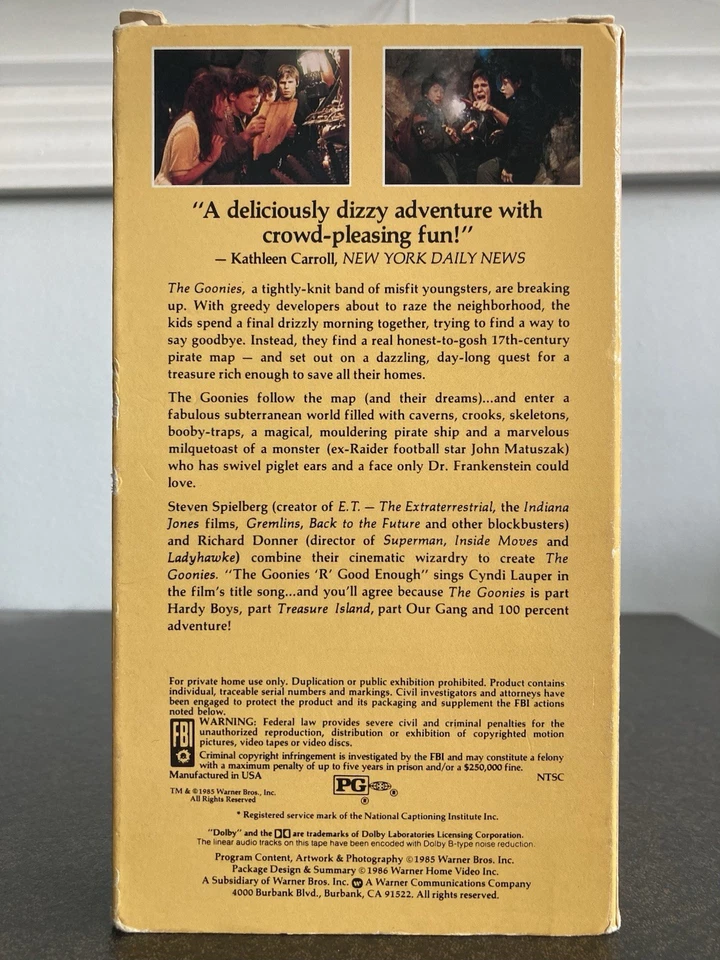 "A deliciously dizzy adventure with
crowd-pleasing fun!"
— Kathleen Carroll, NEW YORK DAILY NEWS
The Goonies, a tightly-knit band of misfit youngsters, are breaking
up. With greedy developers about to raze the neighborhood, the
kids spend a final drizzly morning together, trying to find a way to
say goodbye. Instead, they find a real honest-to-gosh 17th-century
pirate map — and set out on a dazzling, day-long quest for a
treasure rich enough to save all their homes.
The Goonies follow the map (and their dreams)...and enter a
fabulous subterranean world filled with caverns, crooks, skeletons,
booby-traps, a magical, mouldering pirate ship and a marvelous
milquetoast of a monster (ex-Raider football star John Matuszak)
who has swivel piglet ears and a face only Dr. Frankenstein could
love.
Steven Spielberg (creator of E.T. — The Extraterrestrial, the Indiana
Jones films, Gremlins, Back to the Future and other blockbusters)
and Richard Donner (director of Superman, Inside Moves and
Ladyhawke) combine their cinematic wizardry to create The
Goonies. "The Goonies 'R' Good Enough" sings Cyndi Lauper in
the film's title song...and you'll agree because The Goonies is part
Hardy Boys, part Treasure Island, part Our Gang and 100 percent
adventure!
For private home use only. Duplication or public exhibition prohibited. Product contains
individual, traceable serial numbers and markings. Civil investigators and attorneys have
been engaged to protect the product and its packaging and supplement the FBI actions
noted below.
FBI
WARNING: Federal law provides severe civil and criminal penalties for the
unauthorized reproduction, distribution or exhibition of copyrighted motion
pictures, video tapes or video discs.
Criminal copyright infringement is investigated by the FBI and may constitute a felony
with a maximum penalty of up to five years in prison and/or a $250,000 fine.
Manufactured in USA
NTSC
TM & ©1985 Warner Bros., Inc.
All Rights Reserved
PG ®
®
* Registered service mark of the National Captioning Institute Inc.
"Dolby" and the DD are trademarks of Dolby Laboratories Licensing Corporation.
The linear audio tracks on this tape have been encoded with Dolby B-type noise reduction.
Program Content, Artwork & Photography ©1985 Warner Bros. Inc.
Package Design & Summary ©1986 Warner Home Video Inc.
A Subsidiary of Warner Bros. Inc. W A Warner Communications Company
4000 Burbank Blvd., Burbank, CA 91522. All rights reserved.